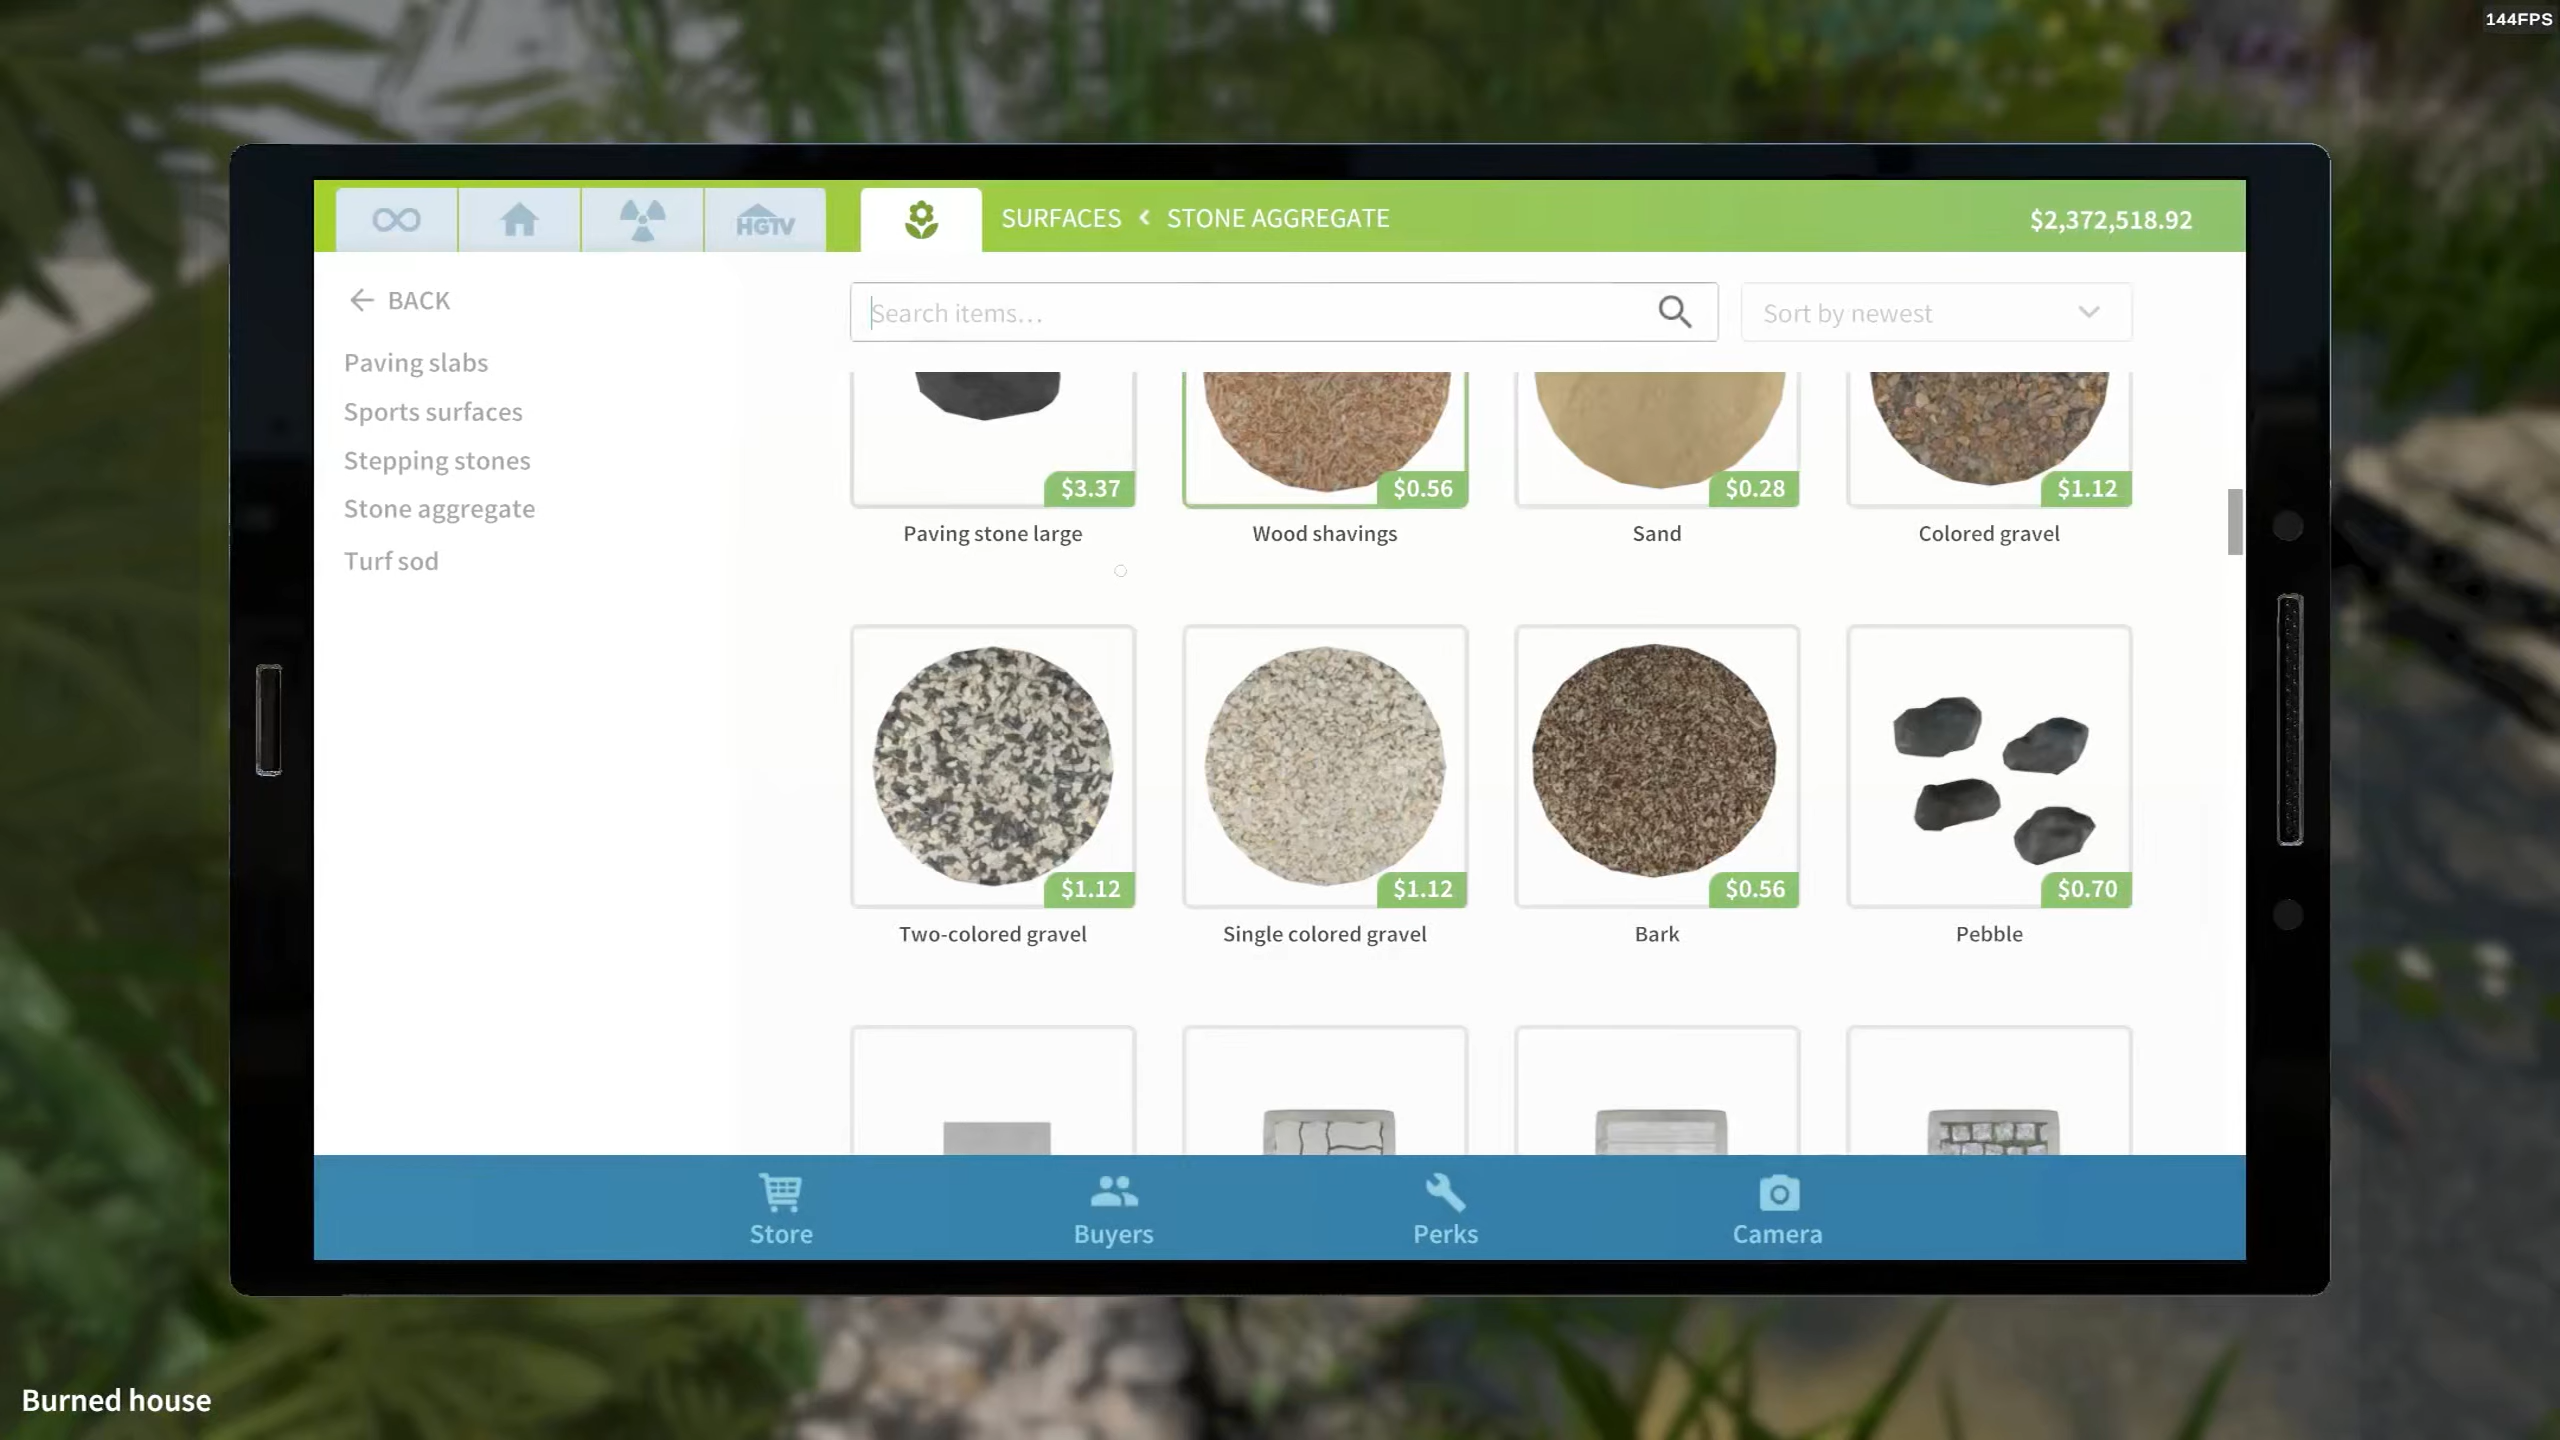 144FPS
HGTV
SURFACES < STONE AGGREGATE
$2,372,518.92
BACK
Search items...
Sort by newest
Paving slabs
Sports surfaces
Stepping stones
Stone aggregate
Turf sod
$3.37
$0.56
$0.28
$1.12
Paving stone large
Wood shavings
Sand
Colored gravel
$1.12
$1.12
$0.56
$0.70
Two-colored gravel
Single colored gravel
Bark
Pebble
Store
Buyers
Perks
Camera
Burned house